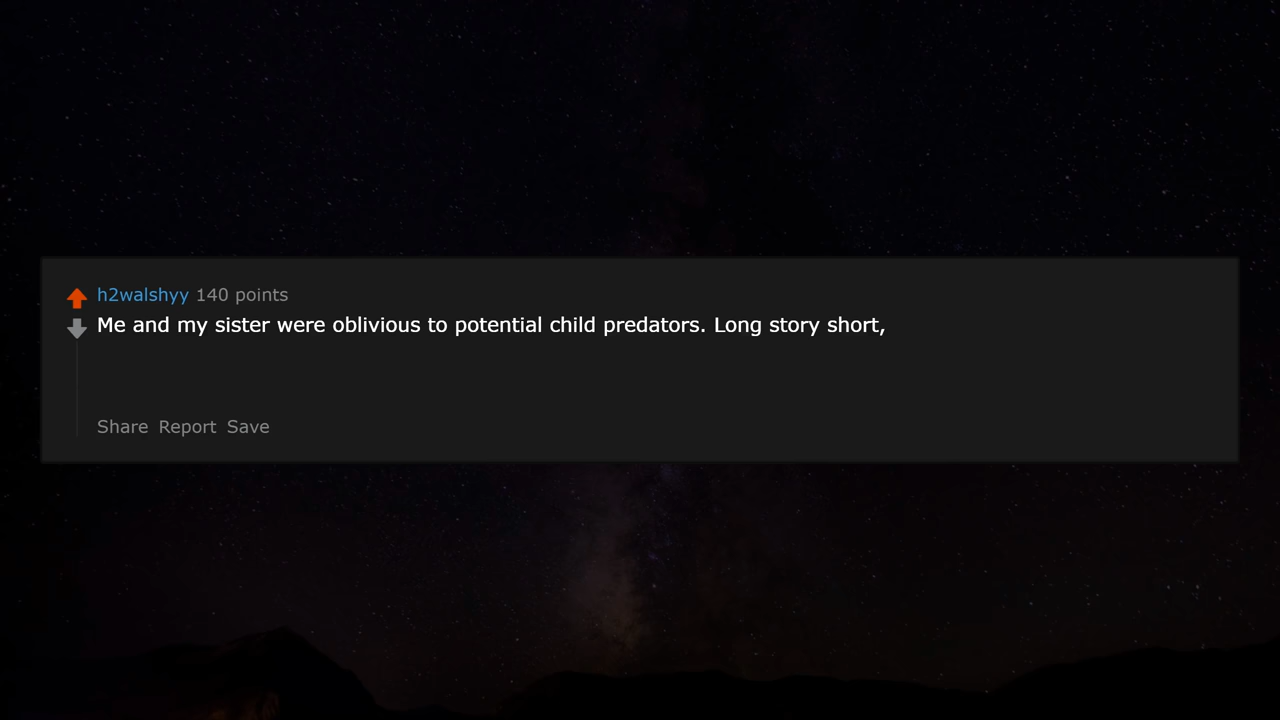 h2walshyy 140 points
Me and my sister were oblivious to potential child predators. Long story short,
Share Report Save